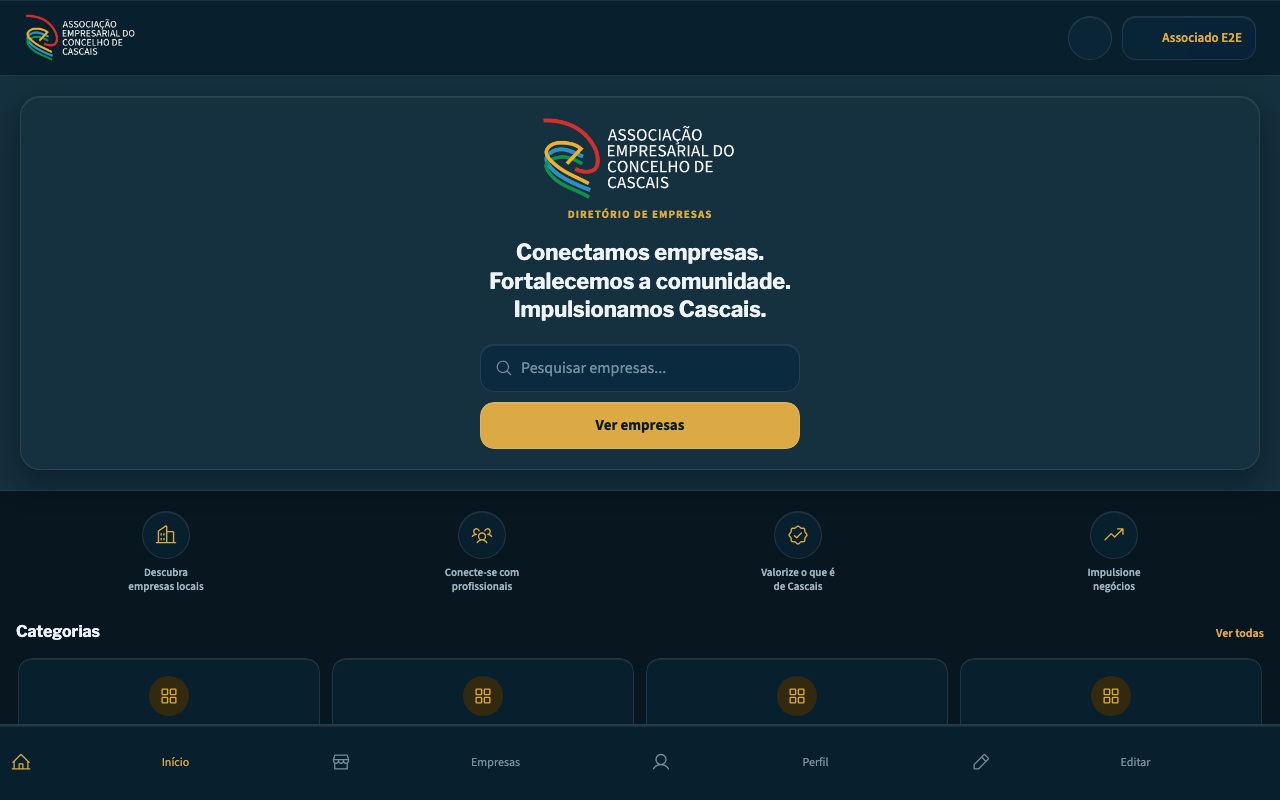 ASSOCIAÇÃO
EMPRESARIAL DO
CONCELHO DE
CASCAIS
Associado E2E
ASSOCIAÇÃO
EMPRESARIAL DO
CONCELHO DE
CASCAIS
DIRETÓRIO DE EMPRESAS
Conectamos empresas.
Fortalecemos a comunidade.
Impulsionamos Cascais.
Pesquisar empresas...
Ver empresas
Descubra
empresas locais
Conecte-se com
profissionais
Valorize o que é
de Cascais
Impulsione
negócios
Categorias
Ver todas
Início
Empresas
Perfil
Editar